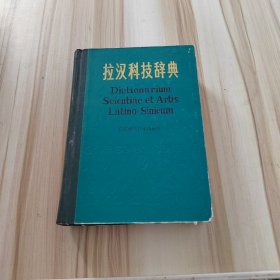 拉汉科技辞典
Dictionarium
Scientiae et Artis
Latino-Sinicum